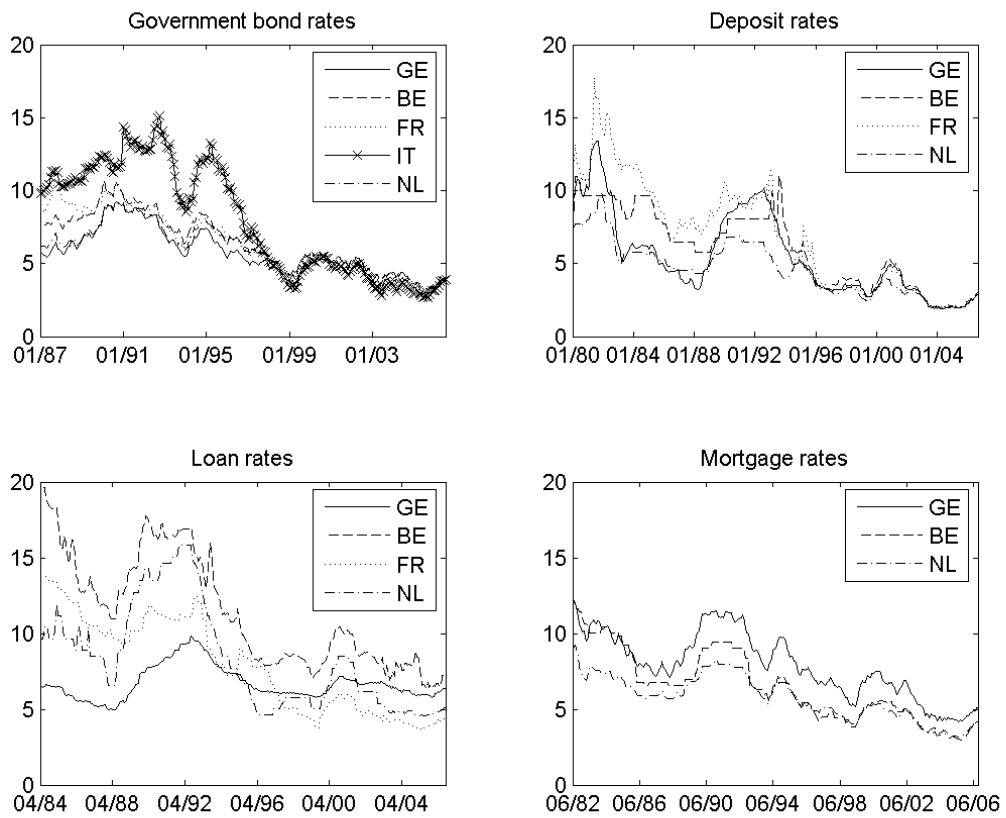 Government bond rates
20
15
10
5
0
01/87 01/91 01/95 01/99 01/03
GE
BE
FR
IT
NL
Deposit rates
20
15
10
5
0
01/80 01/84 01/88 01/92 01/96 01/00 01/04
GE
BE
FR
NL
Loan rates
20
15
10
5
0
04/84 04/88 04/92 04/96 04/00 04/04
GE
BE
FR
NL
Mortgage rates
20
15
10
5
0
06/82 06/86 06/90 06/94 06/98 06/02 06/06
GE
BE
NL